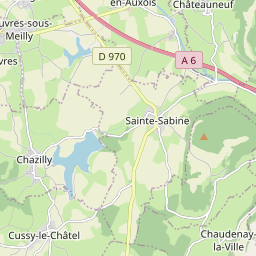 en-Auxois
Châteauneuf
uvres-sous-
Meilly
D 970
A 6
vres
Sainte-Sabine
Chazilly
Cussy-le-Châtel
Chaudenay-
la-Ville